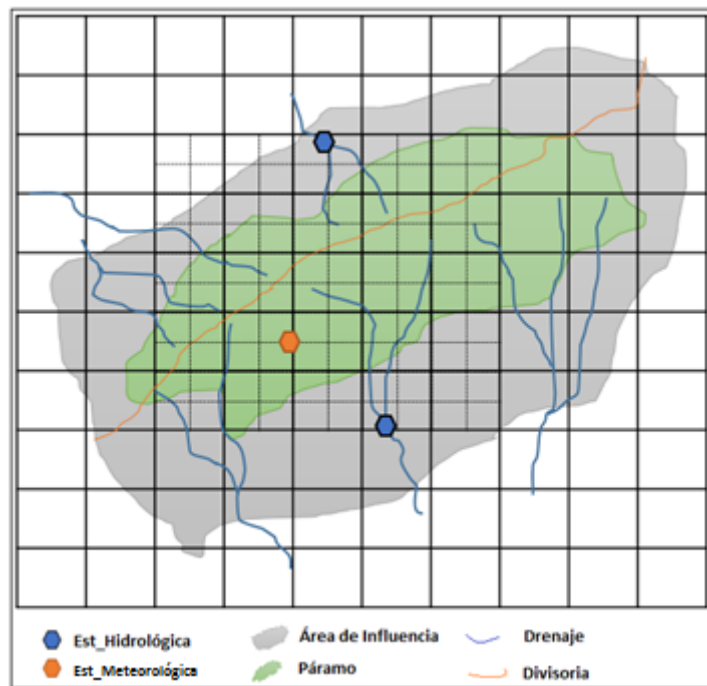 Est_Hidrológica
Área de Influencia
Drenaje
Est_Meteorológica
Páramo
Divisoria